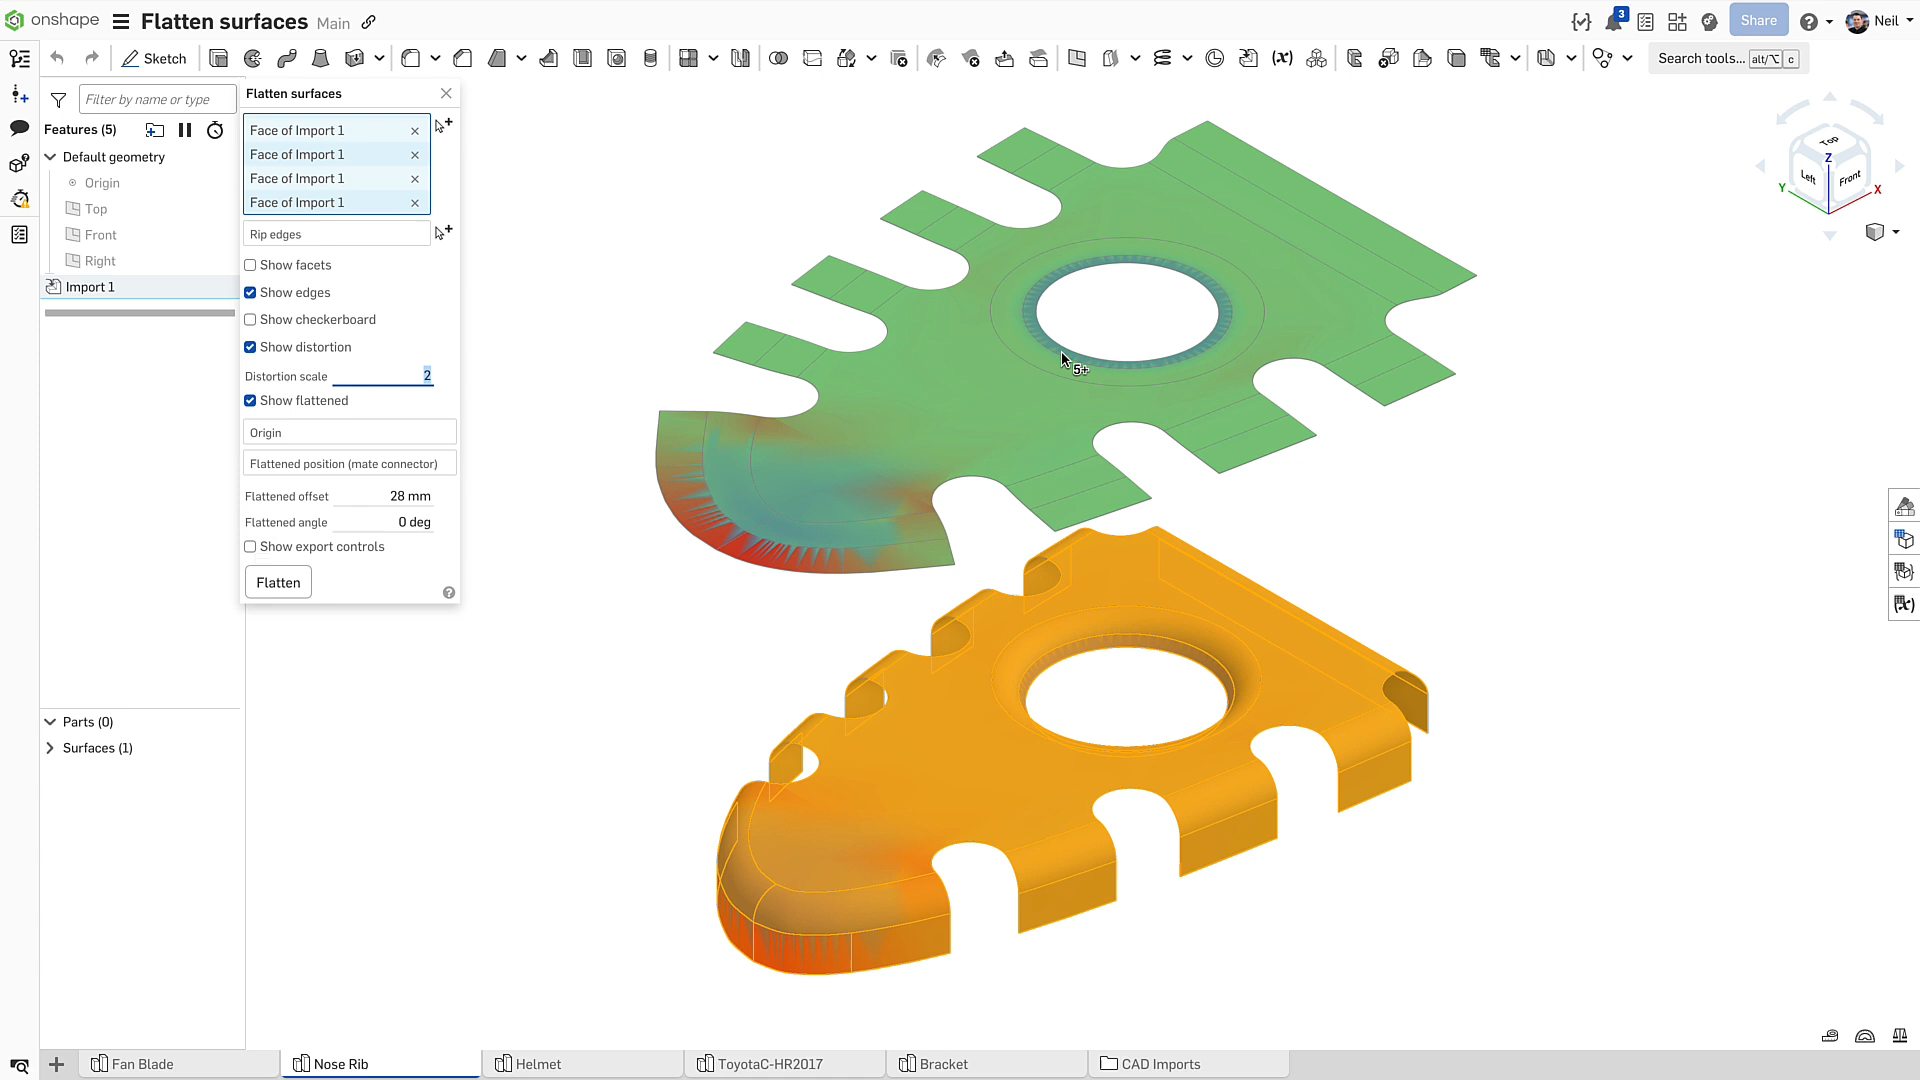 onshape
Flatten surfaces
Main
3
Share
Neil
Sketch
Search tools...
alt/⌥
c
Filter by name or type
Features (5)
Default geometry
Origin
Top
Front
Right
Import 1
Parts (0)
Surfaces (1)
Flatten surfaces
Face of Import 1
Face of Import 1
Face of Import 1
Face of Import 1
Rip edges
Show facets
Show edges
Show checkerboard
Show distortion
Distortion scale 2
Show flattened
Origin
Flattened position (mate connector)
Flattened offset 28 mm
Flattened angle 0 deg
Show export controls
Flatten
5+
Top
Z
Left
Front
Y
X
Fan Blade
Nose Rib
Helmet
ToyotaC-HR2017
Bracket
CAD Imports